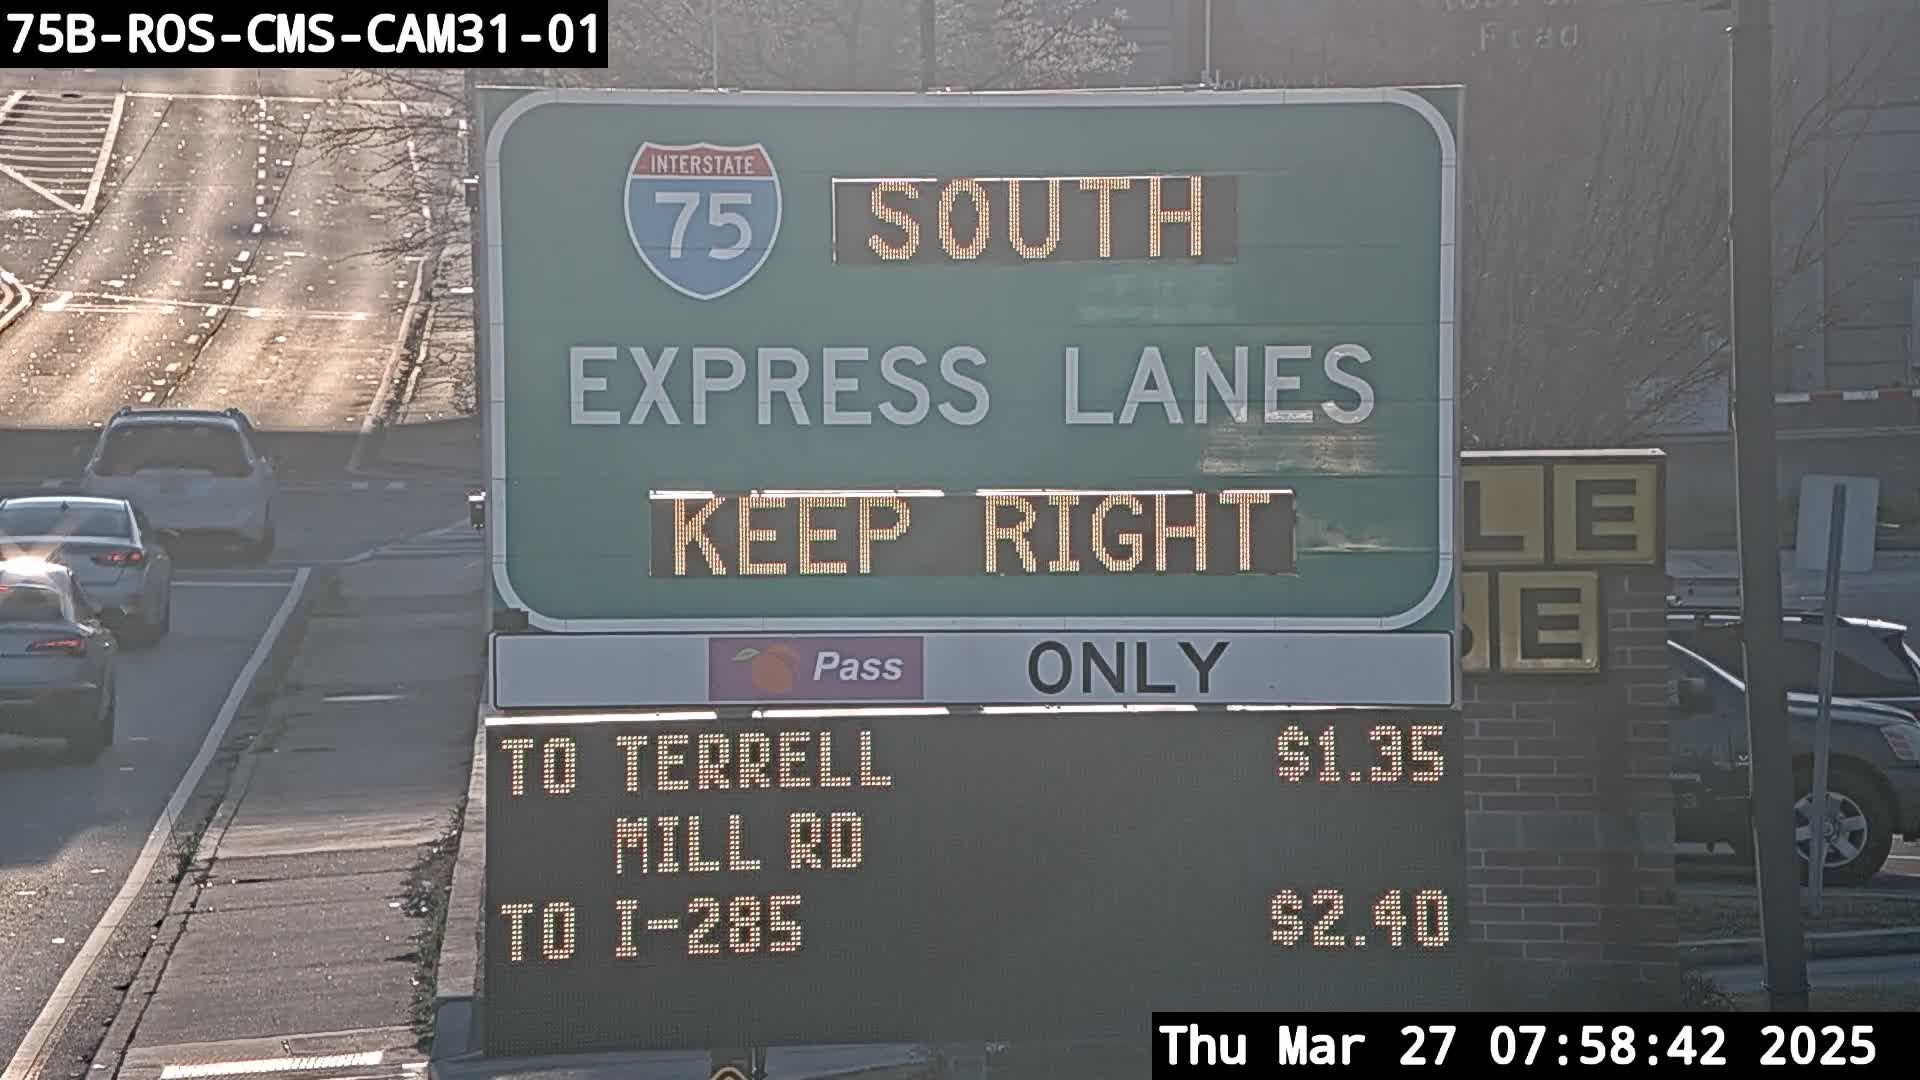 75B-ROS-CMS-CAM31-01
INTERSTATE
75
SOUTH
EXPRESS LANES
KEEP RIGHT
Pass ONLY
TO TERRELL $1.35
MILL RD
TO I-285 $2.40
LE
E
Thu Mar 27 07:58:42 2025